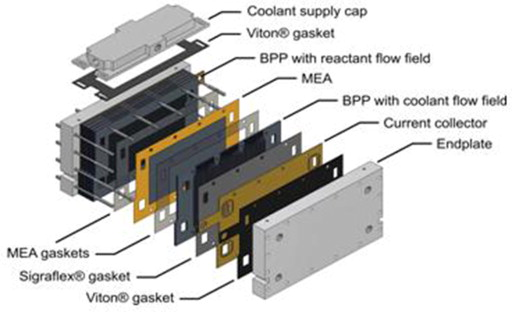 Coolant supply cap
Viton® gasket
BPP with reactant flow field
MEA
BPP with coolant flow field
Current collector
Endplate
MEA gaskets
Sigraflex® gasket
Viton® gasket